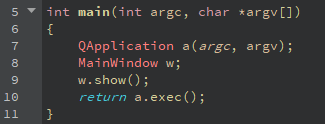 5 int main(int argc, char *argv[])
6 {
7 QApplication a(argc, argv);
8 MainWindow w;
9 w.show();
10 return a.exec();
11 }